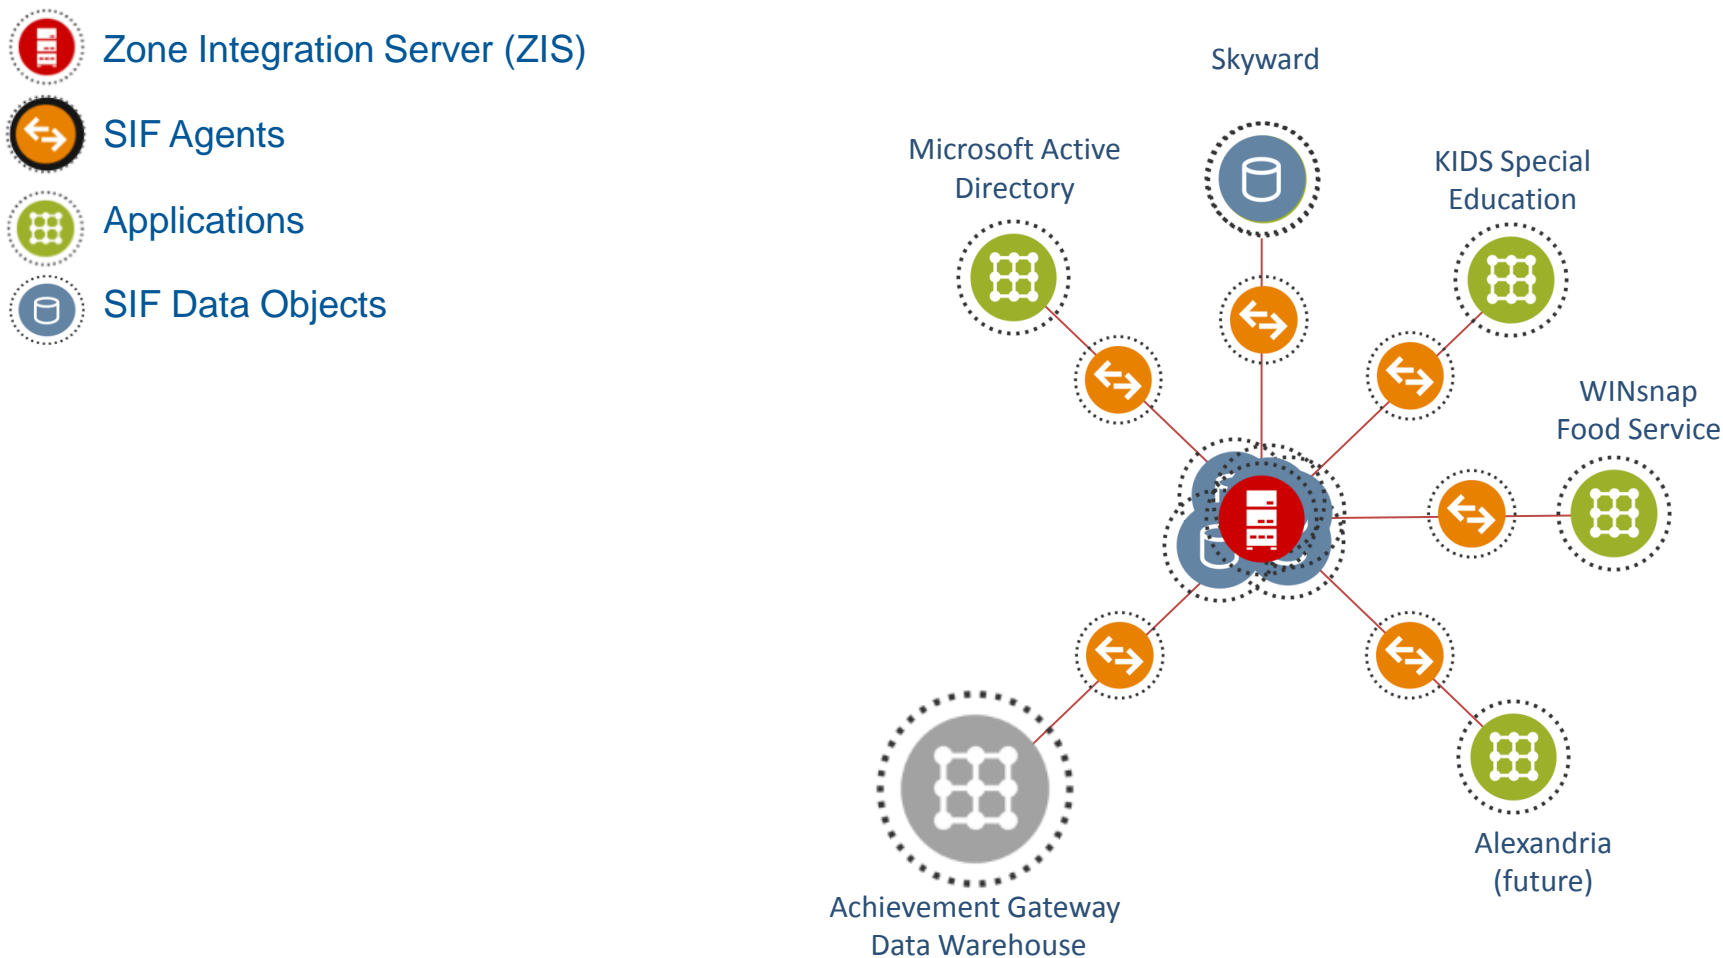 Zone Integration Server (ZIS)
SIF Agents
Applications
SIF Data Objects
Skyward
Microsoft Active
Directory
KIDS Special
Education
WINsnap
Food Service
Alexandria
(future)
Achievement Gateway
Data Warehouse